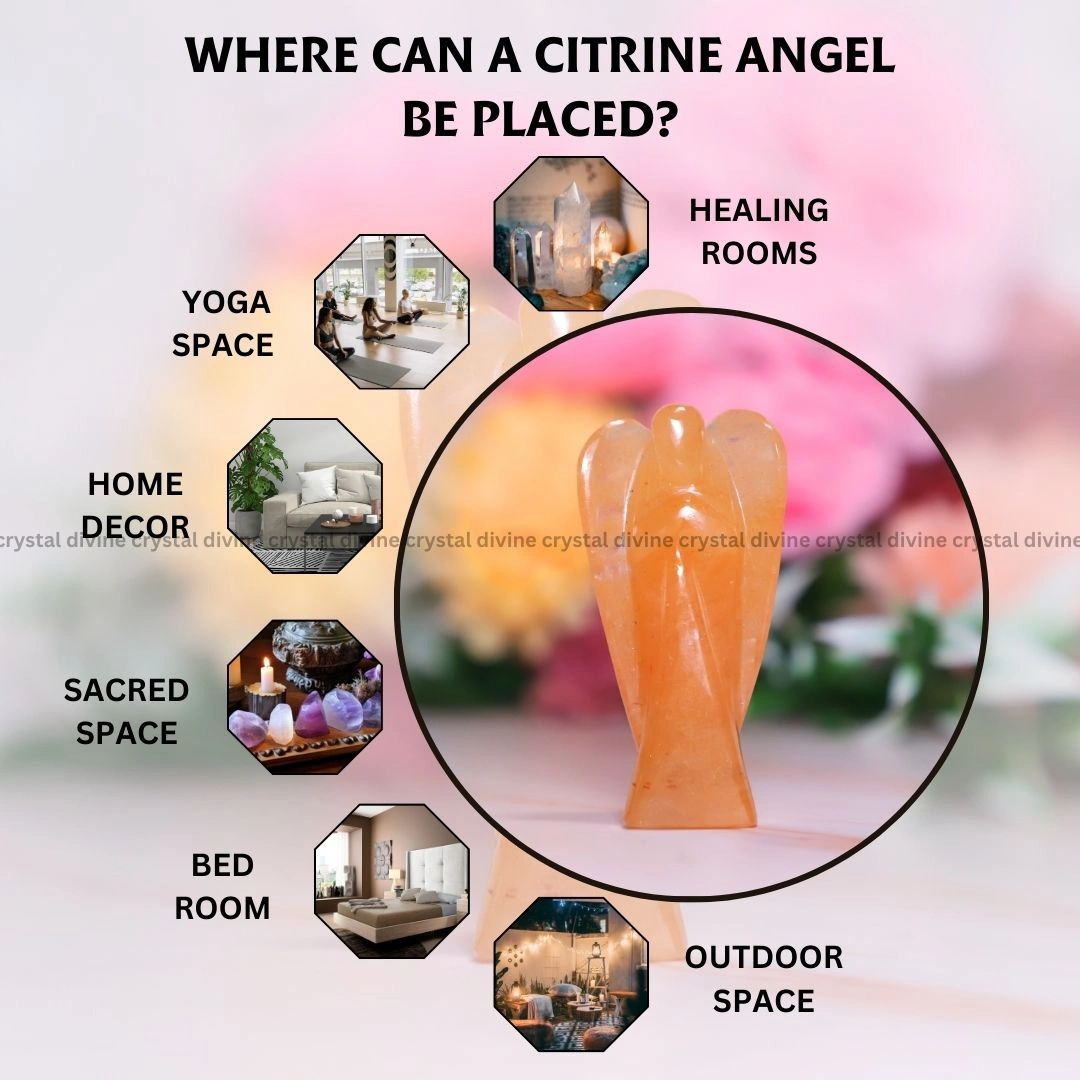 WHERE CAN A CITRINE ANGEL
BE PLACED?
HEALING
ROOMS
YOGA
SPACE
HOME
DECOR
crystal divine crystal divine crystal divine crystal divine crystal divine crystal divine crystal divine crystal divine
SACRED
SPACE
BED
ROOM
OUTDOOR
SPACE